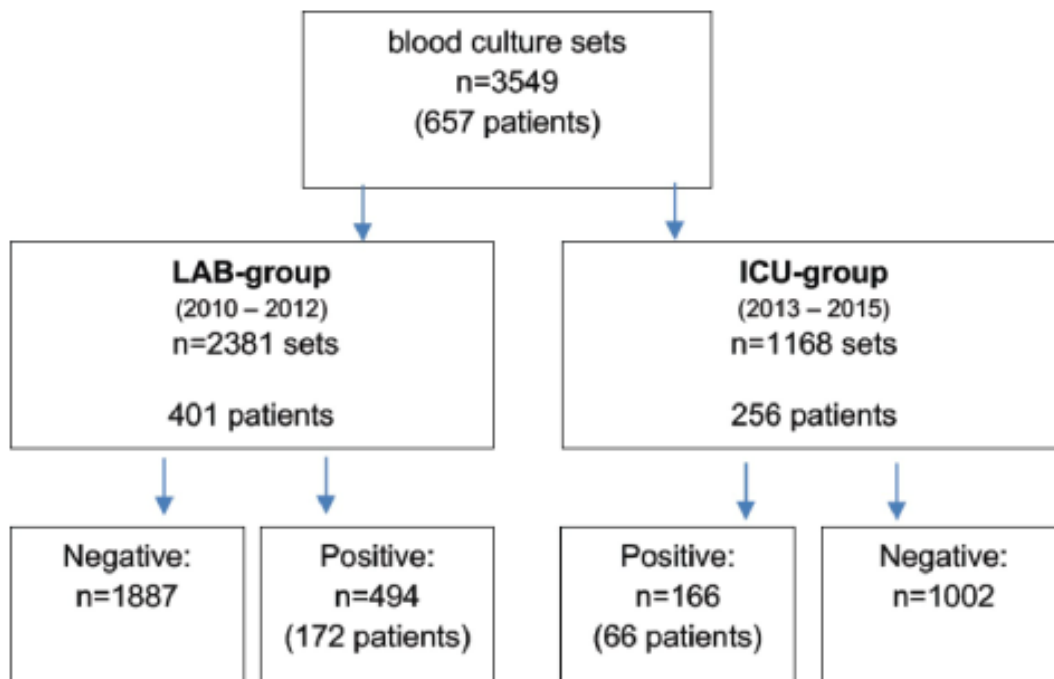 blood culture sets
n=3549
(657 patients)
LAB-group
(2010 – 2012)
n=2381 sets
401 patients
ICU-group
(2013 – 2015)
n=1168 sets
256 patients
Negative:
n=1887
Positive:
n=494
(172 patients)
Positive:
n=166
(66 patients)
Negative:
n=1002